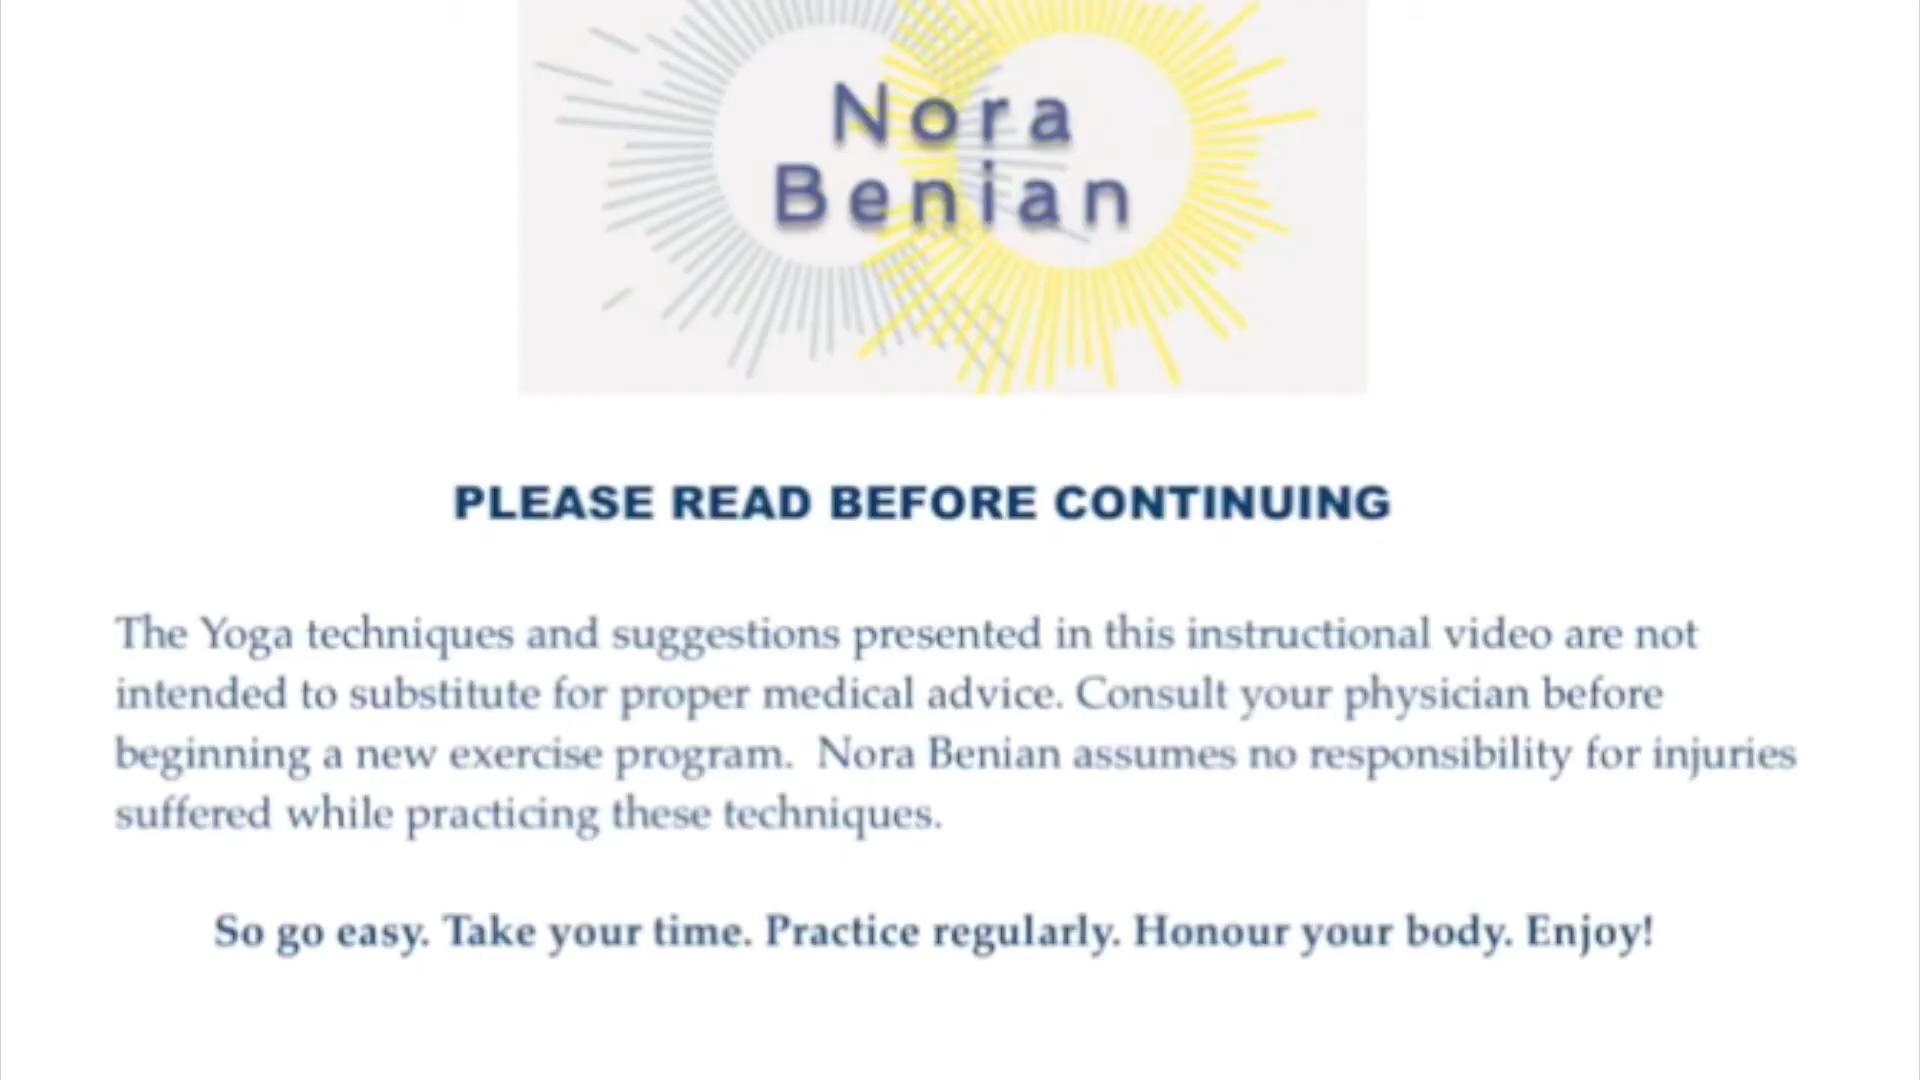 Nora
Benian
PLEASE READ BEFORE CONTINUING
The Yoga techniques and suggestions presented in this instructional video are not
intended to substitute for proper medical advice. Consult your physician before
beginning a new exercise program.  Nora Benian assumes no responsibility for injuries
suffered while practicing these techniques.
So go easy. Take your time. Practice regularly. Honour your body. Enjoy!